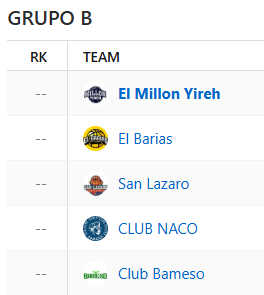 GRUPO B
RK TEAM
-- El Millon Yireh
-- El Barias
-- San Lazaro
-- CLUB NACO
-- Club Bameso